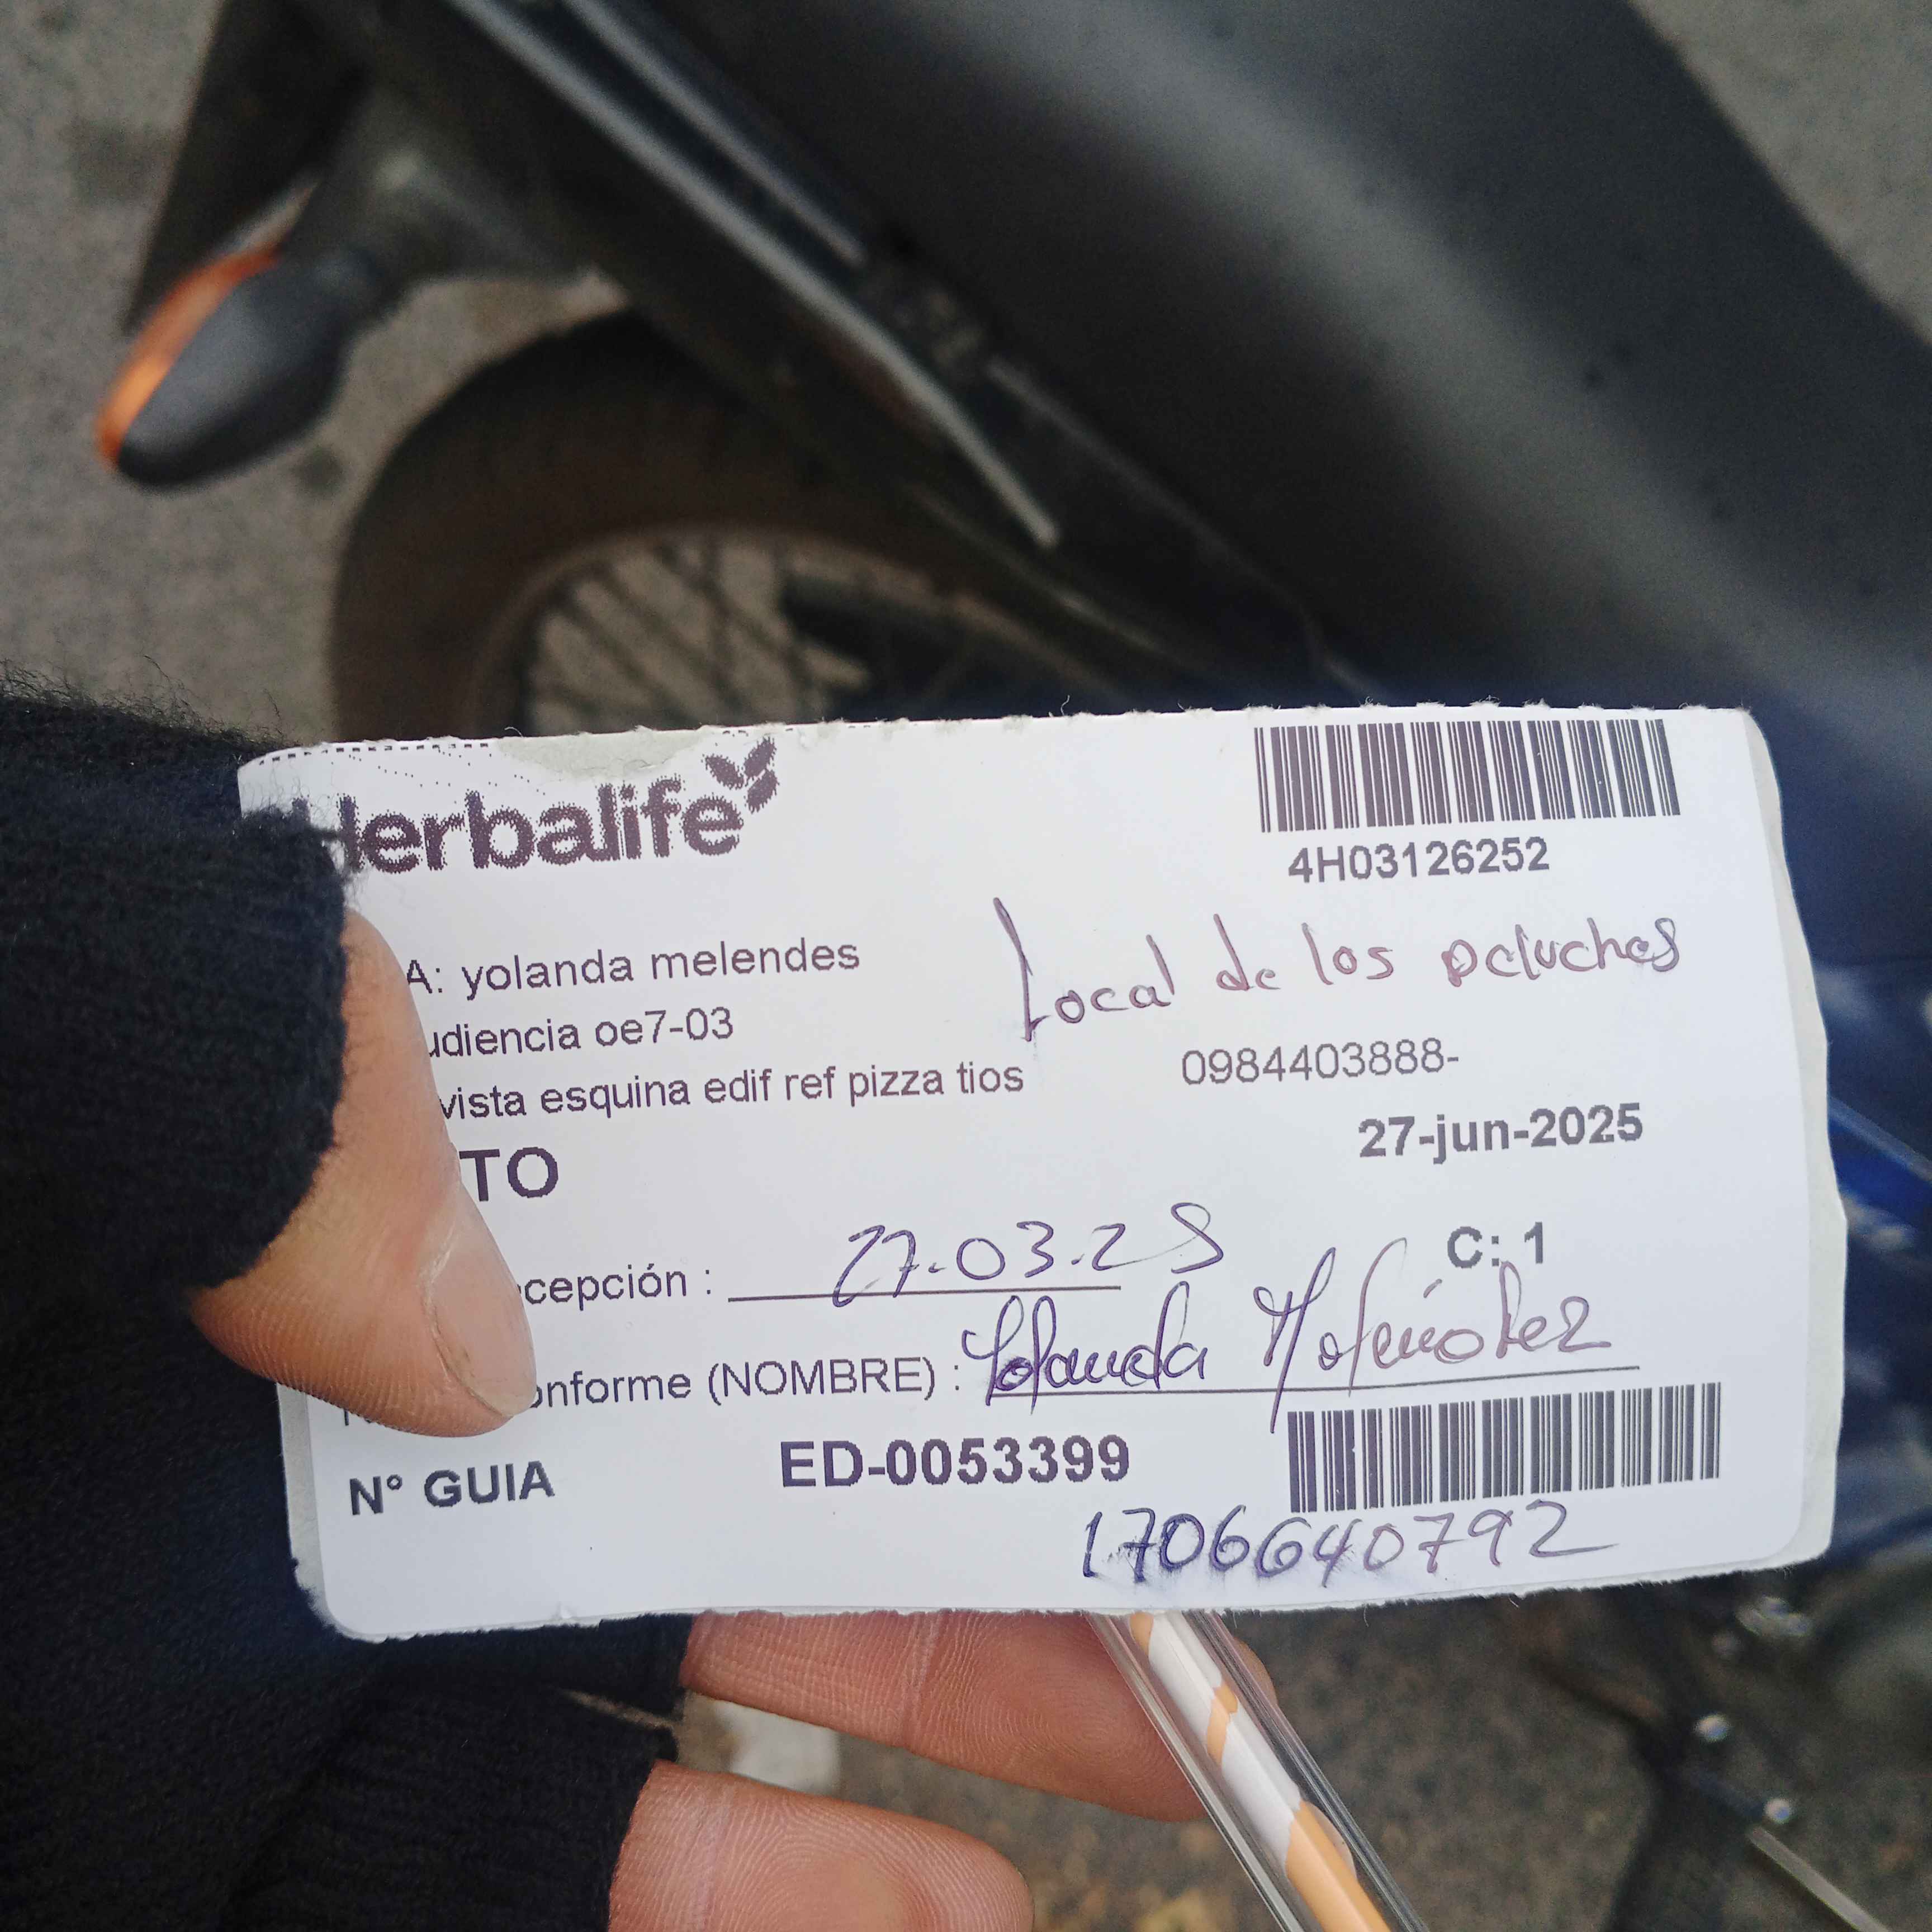 Herbalife
4H03126252
A: yolanda melendes
Local de los peluches
udiencia oe7-03
0984403888-
vista esquina edif ref pizza tios
27-jun-2025
TO
C: 1
cepción : 27.03.25
onforme (NOMBRE) : Yolanda
N° GUIA ED-0053399
1706640792